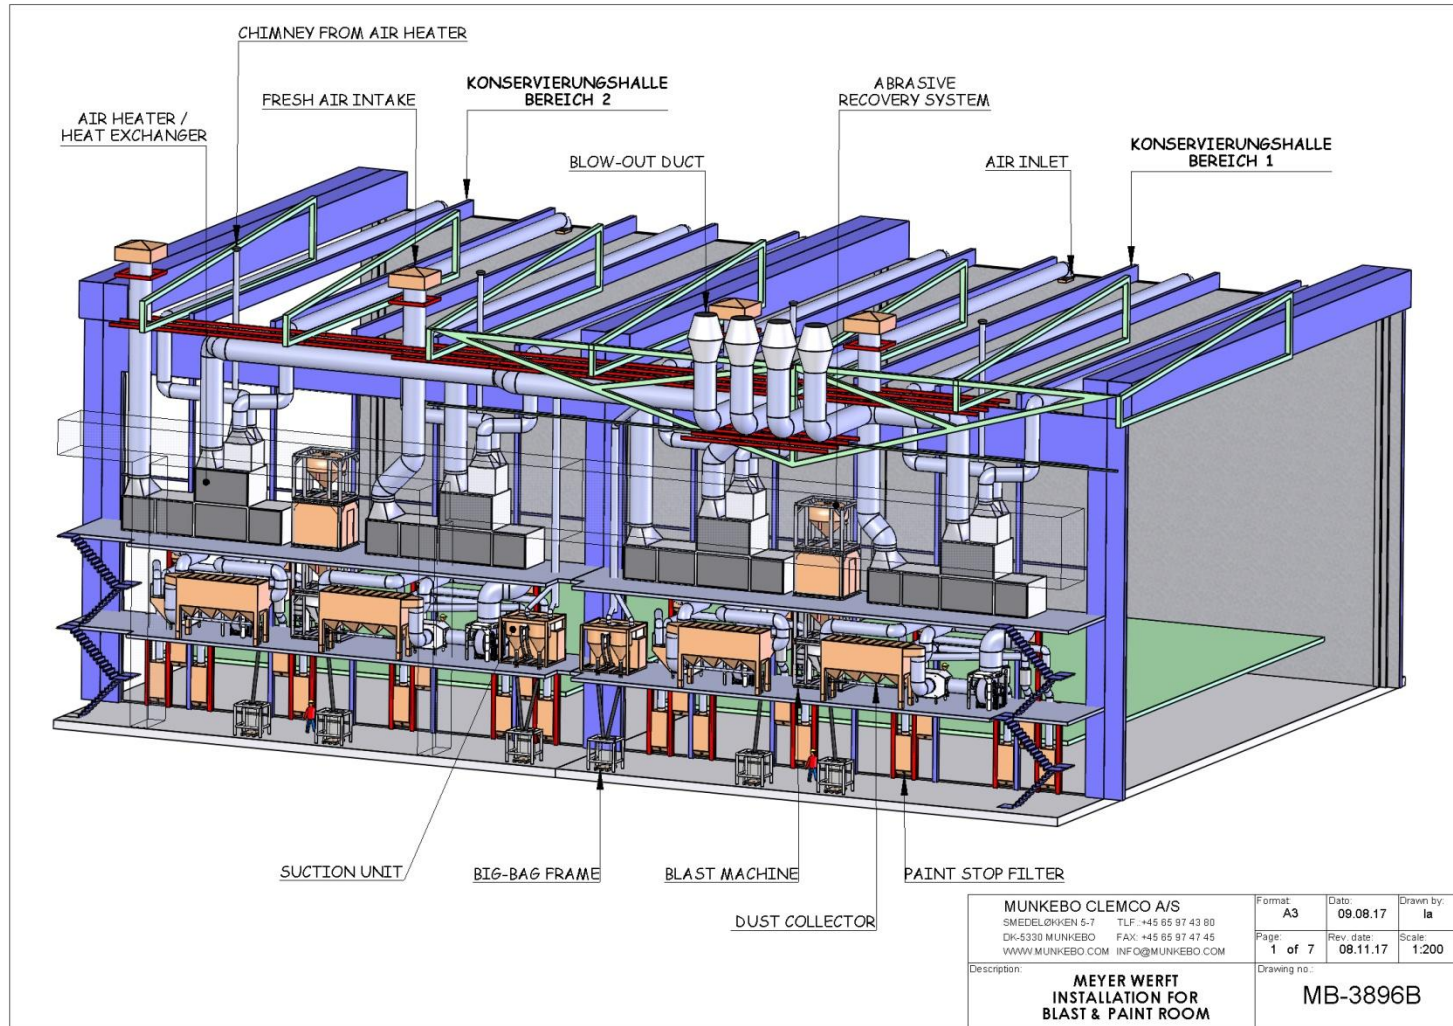 CHIMNEY FROM AIR HEATER
KONSERVIERUNGSHALLE
BEREICH 2
FRESH AIR INTAKE
ABRASIVE
RECOVERY SYSTEM
AIR HEATER /
HEAT EXCHANGER
KONSERVIERUNGSHALLE
BEREICH 1
BLOW-OUT DUCT
AIR INLET
SUCTION UNIT
BIG-BAG FRAME
BLAST MACHINE
PAINT STOP FILTER
DUST COLLECTOR
MUNKEBO CLEMCO A/S
SMEDELØKKEN 5-7 TLF.:+45 65 97 43 80
DK-5330 MUNKEBO FAX: +45 65 97 47 45
WWW.MUNKEBO.COM INFO@MUNKEBO.COM
Format: A3
Date: 09.08.17
Drawn by: la
Page: 1 of 7
Rev. date: 08.11.17
Scale: 1:200
Description:
MEYER WERFT
INSTALLATION FOR
BLAST & PAINT ROOM
Drawing no.:
MB-3896B